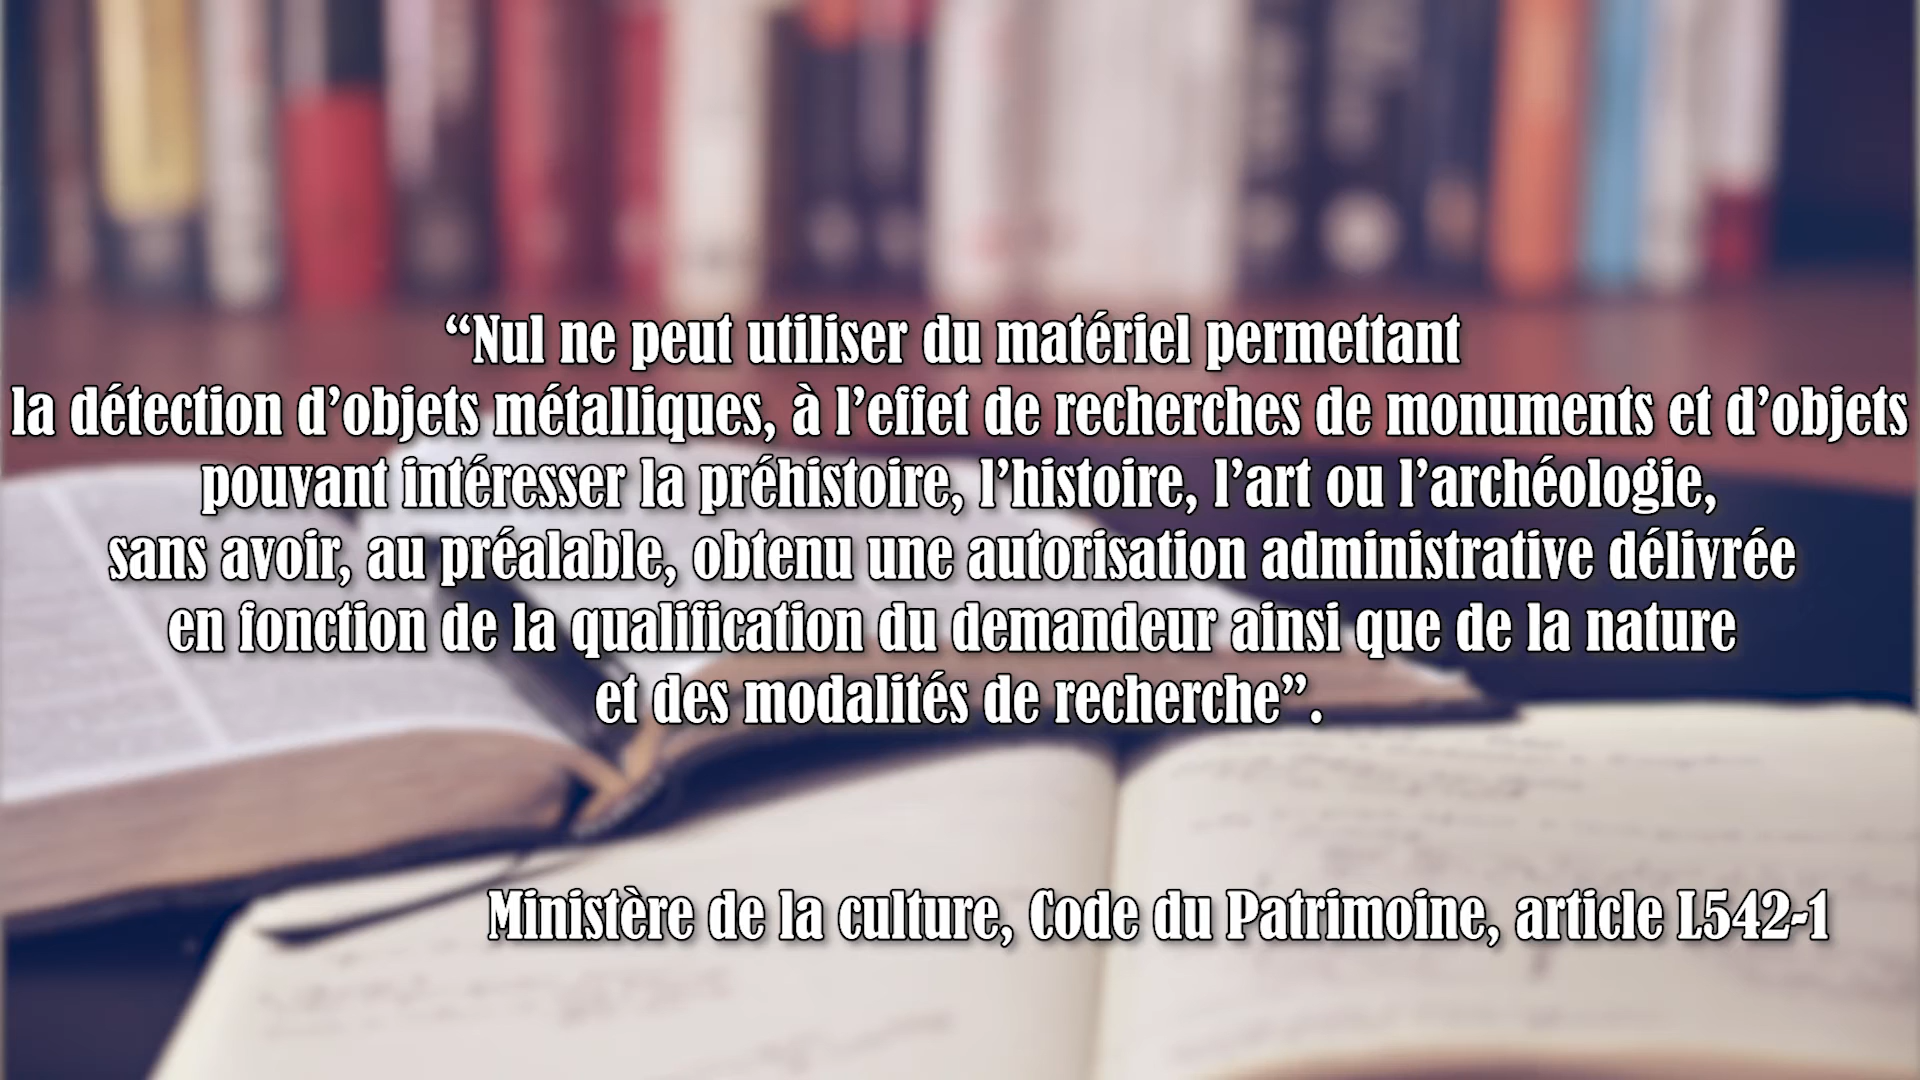 “Nul ne peut utiliser du matériel permettant
la détection d’objets métalliques, à l’effet de recherches de monuments et d’objets
pouvant intéresser la préhistoire, l’histoire, l’art ou l’archéologie,
sans avoir, au préalable, obtenu une autorisation administrative délivrée
en fonction de la qualification du demandeur ainsi que de la nature
et des modalités de recherche”.
Ministère de la culture, Code du Patrimoine, article L542-1